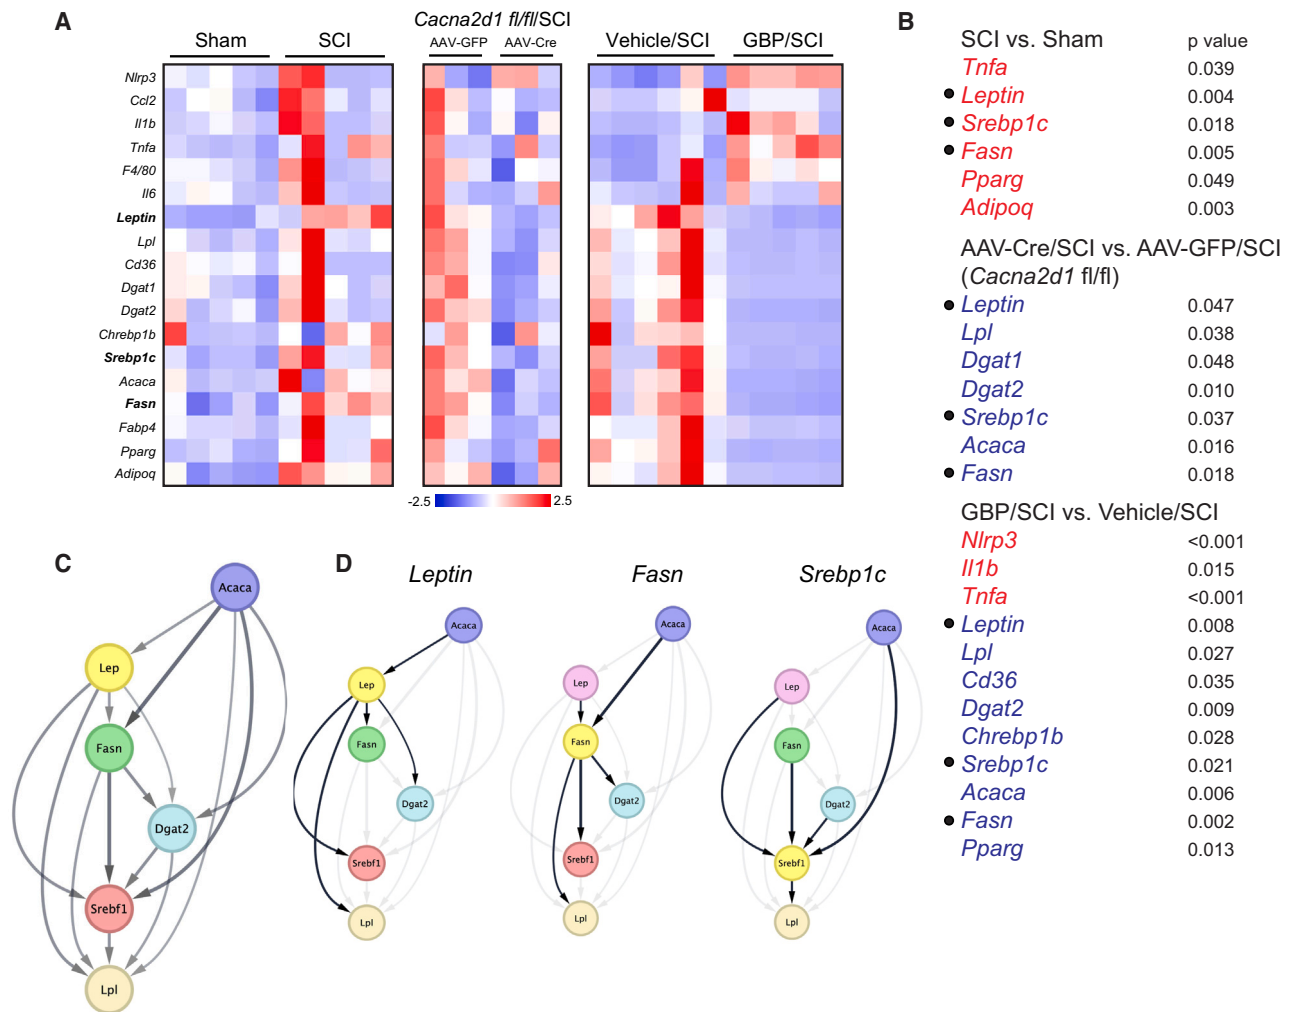 A
Cacna2d1 fl/fl/SCI
Sham
SCI
AAV-GFP
AAV-Cre
Vehicle/SCI
GBP/SCI
Nlrp3
Ccl2
Il1b
Tnfa
F4/80
Il6
Leptin
Lpl
Cd36
Dgat1
Dgat2
Chrebp1b
Srebp1c
Acaca
Fasn
Fabp4
Pparg
Adipoq
-2.5
2.5
B
SCI vs. Sham p value
Tnfa 0.039
● Leptin 0.004
● Srebp1c 0.018
● Fasn 0.005
Pparg 0.049
Adipoq 0.003
AAV-Cre/SCI vs. AAV-GFP/SCI
(Cacna2d1 fl/fl)
● Leptin 0.047
Lpl 0.038
Dgat1 0.048
Dgat2 0.010
● Srebp1c 0.037
Acaca 0.016
● Fasn 0.018
GBP/SCI vs. Vehicle/SCI
Nlrp3 <0.001
Il1b 0.015
Tnfa <0.001
● Leptin 0.008
Lpl 0.027
Cd36 0.035
Dgat2 0.009
Chrebp1b 0.028
● Srebp1c 0.021
Acaca 0.006
● Fasn 0.002
Pparg 0.013
C
Acaca
Lep
Fasn
Dgat2
Srebf1
Lpl
D
Leptin
Acaca
Lep
Fasn
Dgat2
Srebf1
Lpl
Fasn
Acaca
Lep
Fasn
Dgat2
Srebf1
Lpl
Srebp1c
Acaca
Lep
Fasn
Dgat2
Srebf1
Lpl